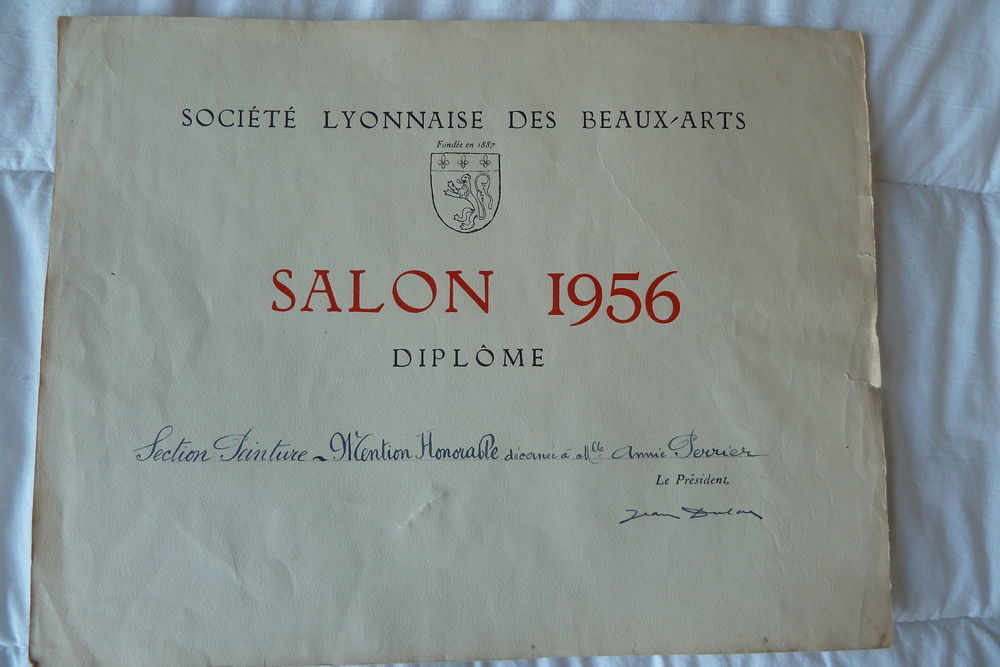 SOCIÉTÉ LYONNAISE DES BEAUX-ARTS
Fondée en 1887
SALON 1956
DIPLÔME
Section Peinture ~ Mention Honorable décernée à Mlle Annie Perrier
Le Président,
Jean